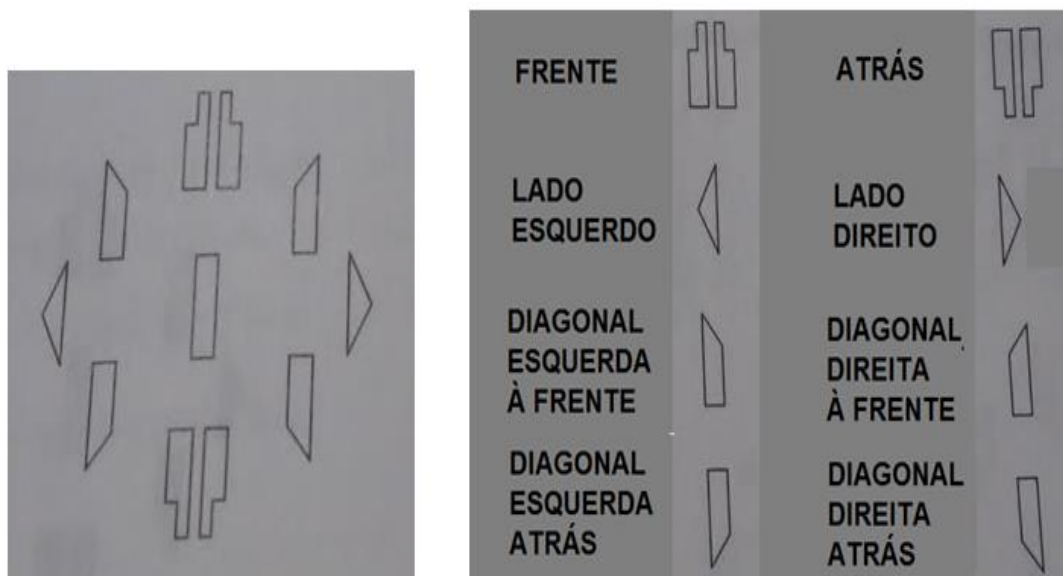 FRENTE
ATRÁS
LADO
ESQUERDO
LADO
DIREITO
DIAGONAL
ESQUERDA
À FRENTE
DIAGONAL
DIREITA
À FRENTE
DIAGONAL
ESQUERDA
ATRÁS
DIAGONAL
DIREITA
ATRÁS